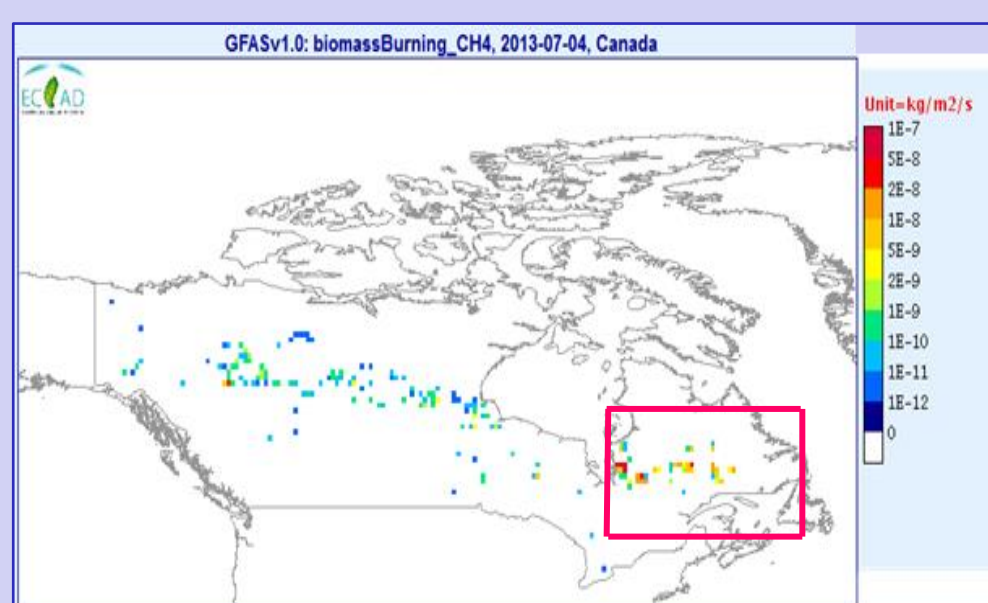 GFASv1.0: biomassBurning_CH4, 2013-07-04, Canada
ECCAD
Unit=kg/m2/s
1E-7
5E-8
2E-8
1E-8
5E-9
2E-9
1E-9
1E-10
1E-11
1E-12
0